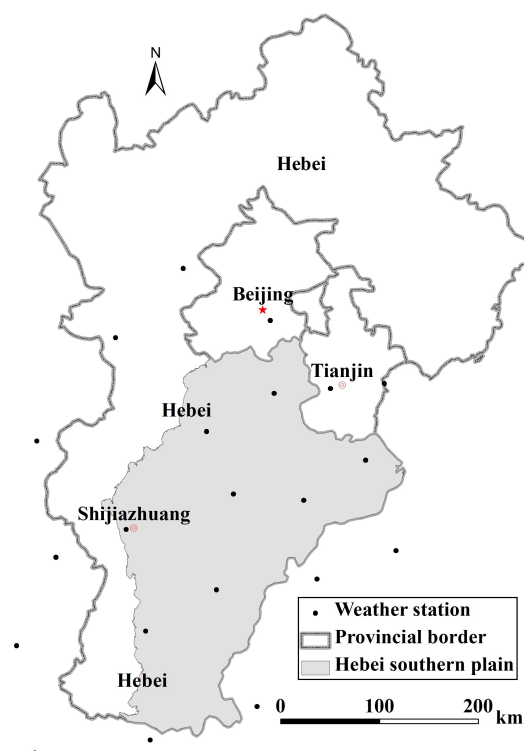 N
Hebei
Beijing
Tianjin
Hebei
Shijiazhuang
Weather station
Provincial border
Hebei southern plain
Hebei
0 100 200
km